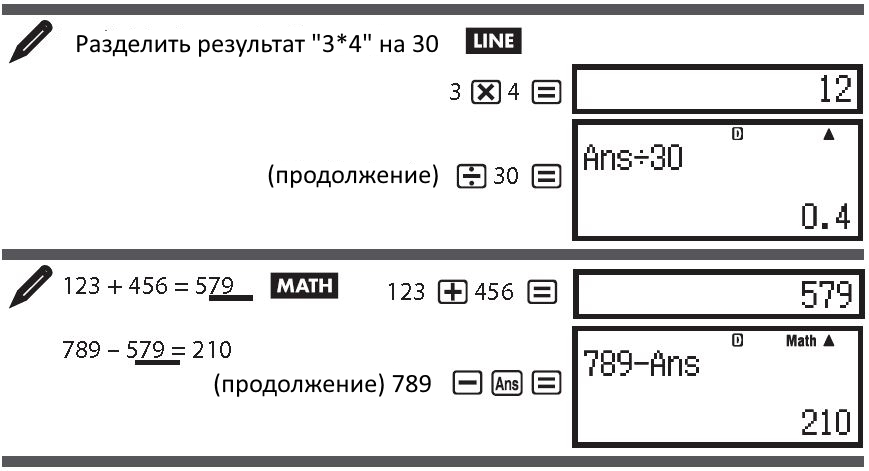 Разделить результат "3*4" на 30 LINE
3 × 4 = 12
D ▲
Ans÷30
(продолжение) ÷ 30 =
0.4
123 + 456 = 579 MATH 123 + 456 = 579
D Math ▲
789 – 579 = 210
789−Ans
(продолжение) 789 − Ans =
210